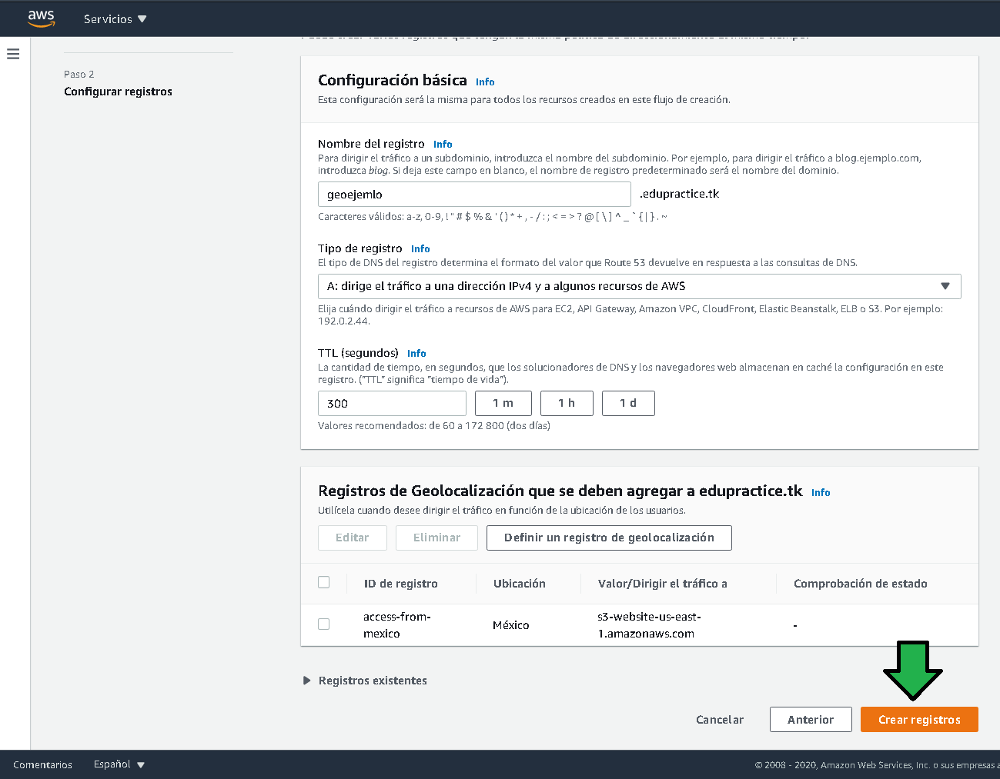 aws
Servicios
Paso 2
Configurar registros
Configuración básica Info
Esta configuración será la misma para todos los recursos creados en este flujo de creación.
Nombre del registro Info
Para dirigir el tráfico a un subdominio, introduzca el nombre del subdominio. Por ejemplo, para dirigir el tráfico a blog.ejemplo.com,
introduzca blog. Si deja este campo en blanco, el nombre de registro predeterminado será el nombre del dominio.
geoejemlo .edupractice.tk
Caracteres válidos: a-z, 0-9, ! " # $ % & ' ( ) * + , - / : ; < = > ? @ [ \ ] ^ _ ` { | } . ~
Tipo de registro Info
El tipo de DNS del registro determina el formato del valor que Route 53 devuelve en respuesta a las consultas de DNS.
A: dirige el tráfico a una dirección IPv4 y a algunos recursos de AWS
Elija cuándo dirigir el tráfico a recursos de AWS para EC2, API Gateway, Amazon VPC, CloudFront, Elastic Beanstalk, ELB o S3. Por ejemplo:
192.0.2.44.
TTL (segundos) Info
La cantidad de tiempo, en segundos, que los solucionadores de DNS y los navegadores web almacenan en caché la configuración en este
registro. ("TTL" significa "tiempo de vida").
300 1 m 1 h 1 d
Valores recomendados: de 60 a 172 800 (dos días)
Registros de Geolocalización que se deben agregar a edupractice.tk Info
Utilícela cuando desee dirigir el tráfico en función de la ubicación de los usuarios.
Editar Eliminar Definir un registro de geolocalización
ID de registro Ubicación Valor/Dirigir el tráfico a Comprobación de estado
access-from-
mexico
México
s3-website-us-east-
1.amazonaws.com
-
Registros existentes
Cancelar Anterior Crear registros
Comentarios Español © 2008 - 2020, Amazon Web Services, Inc. o sus empresas a